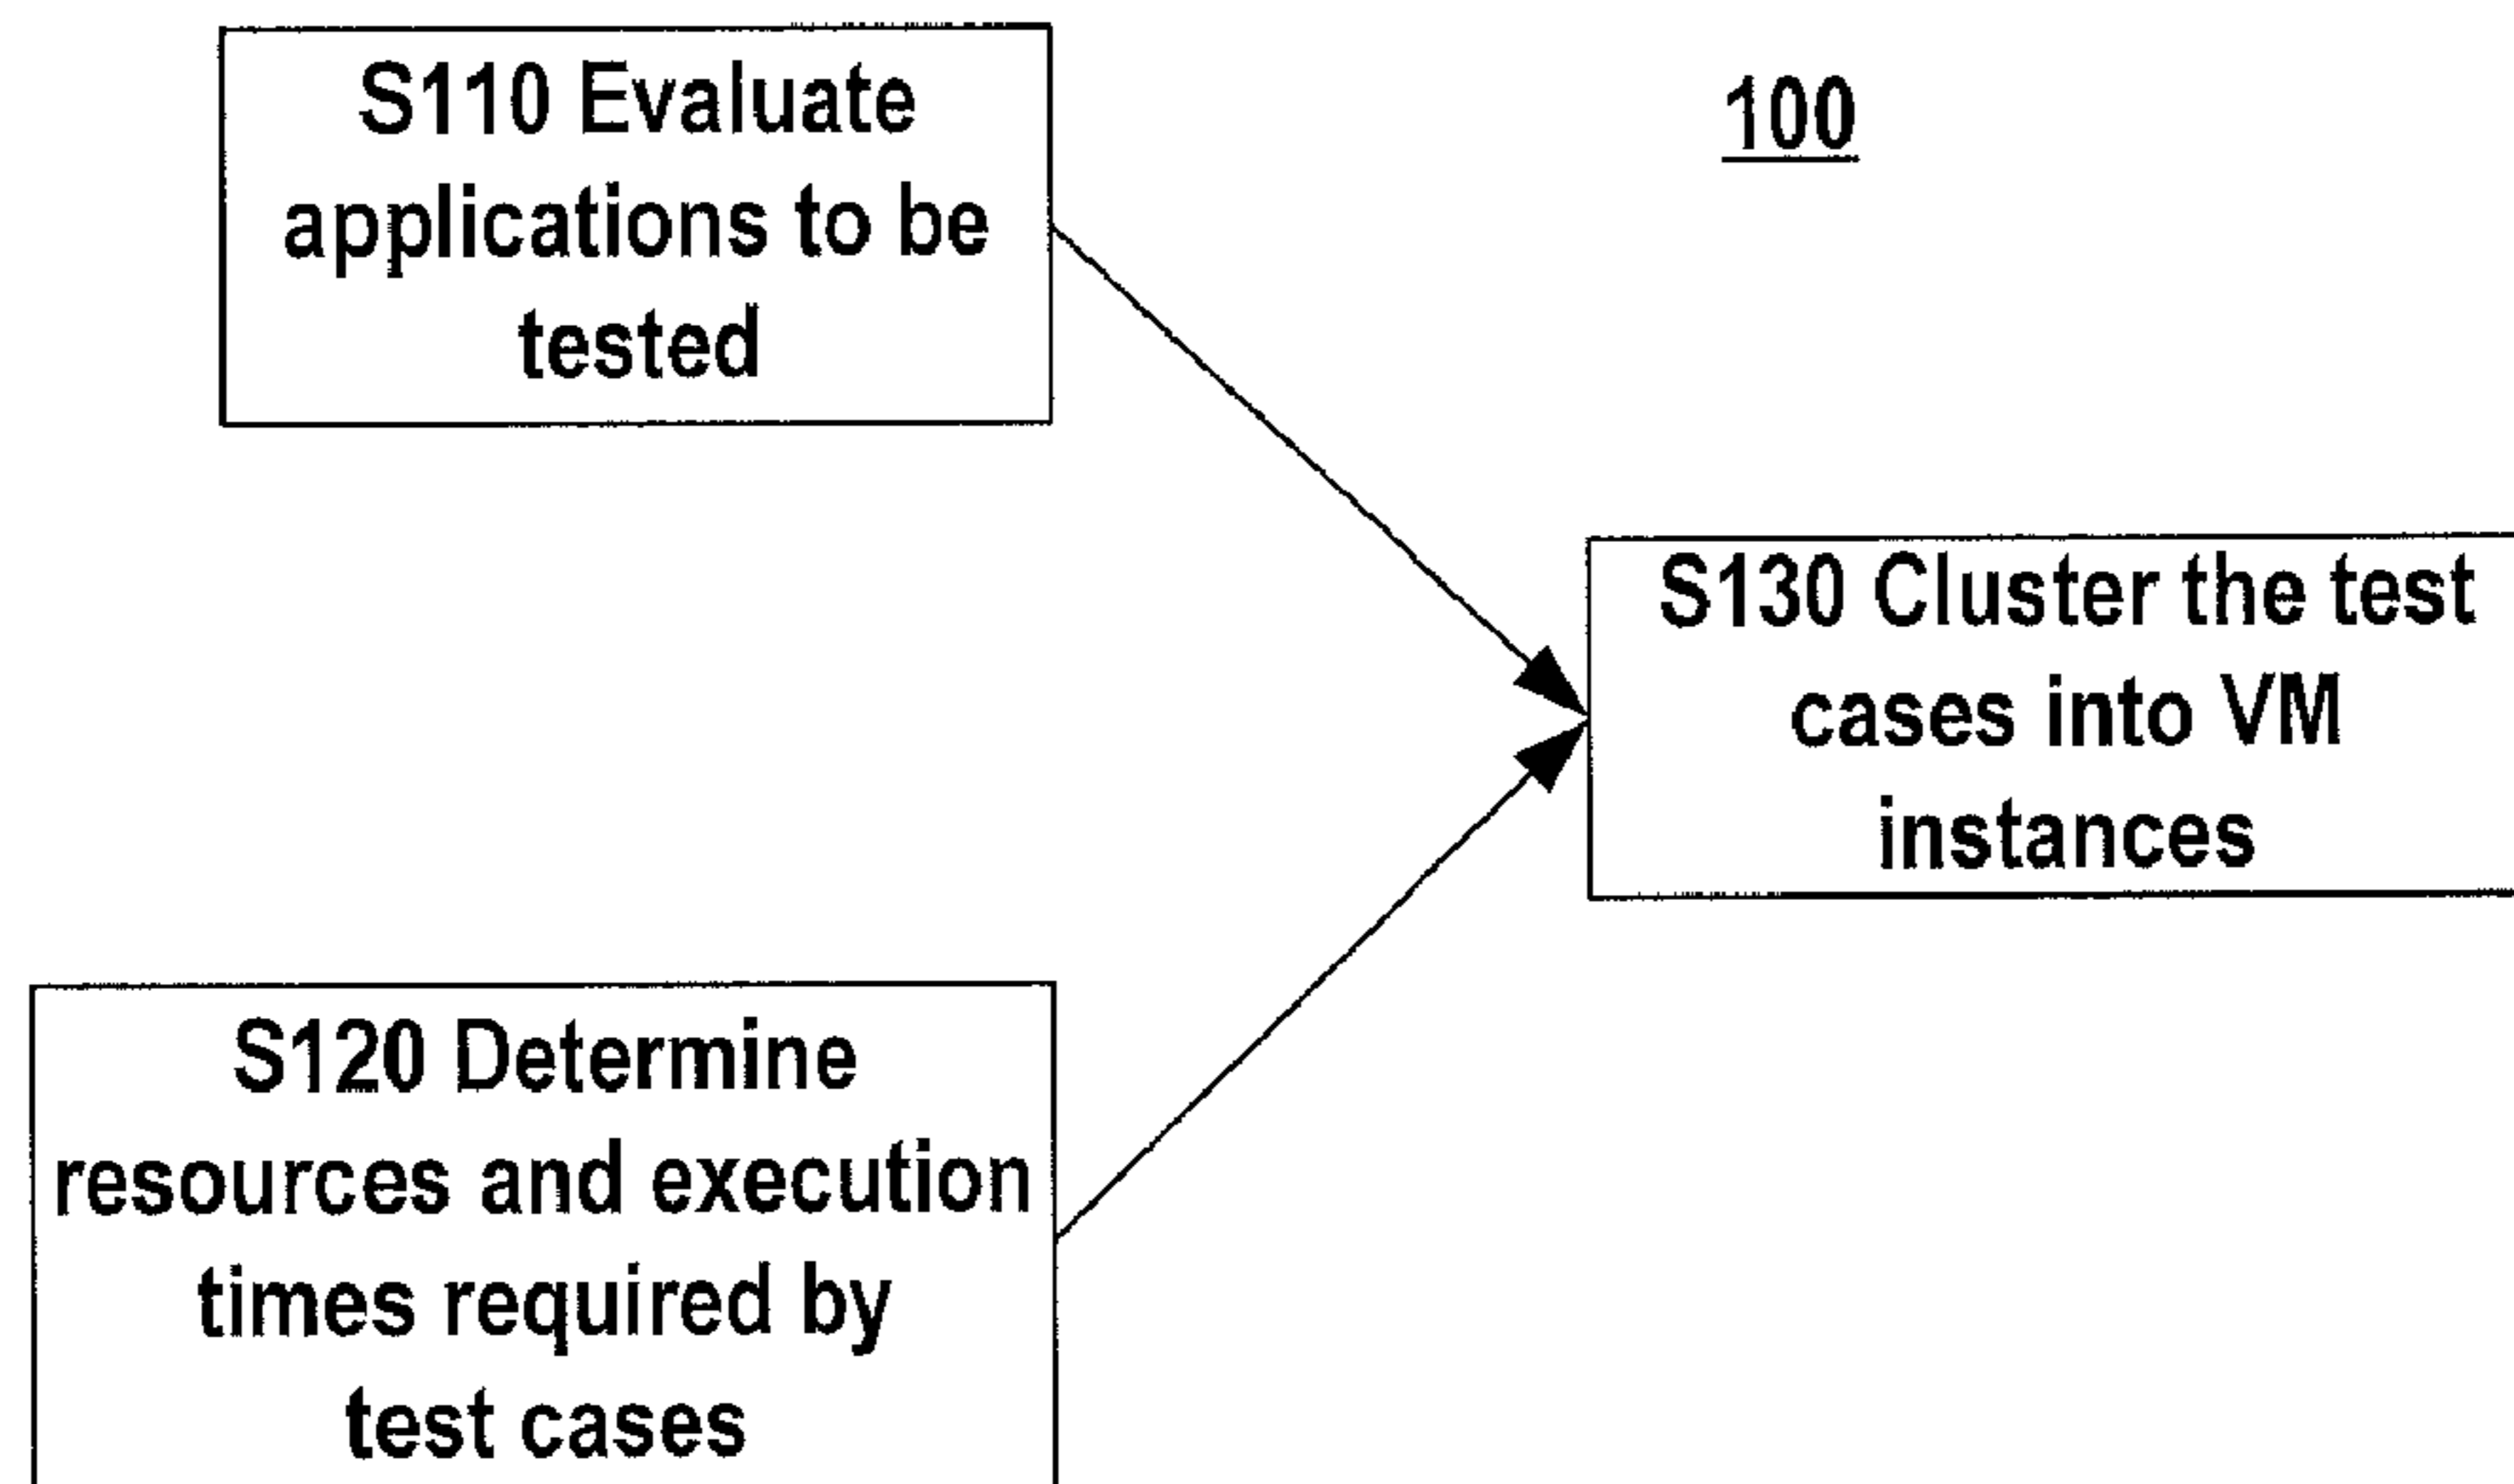 S110 Evaluate
applications to be
tested
100
S130 Cluster the test
cases into VM
instances
S120 Determine
resources and execution
times required by
test cases